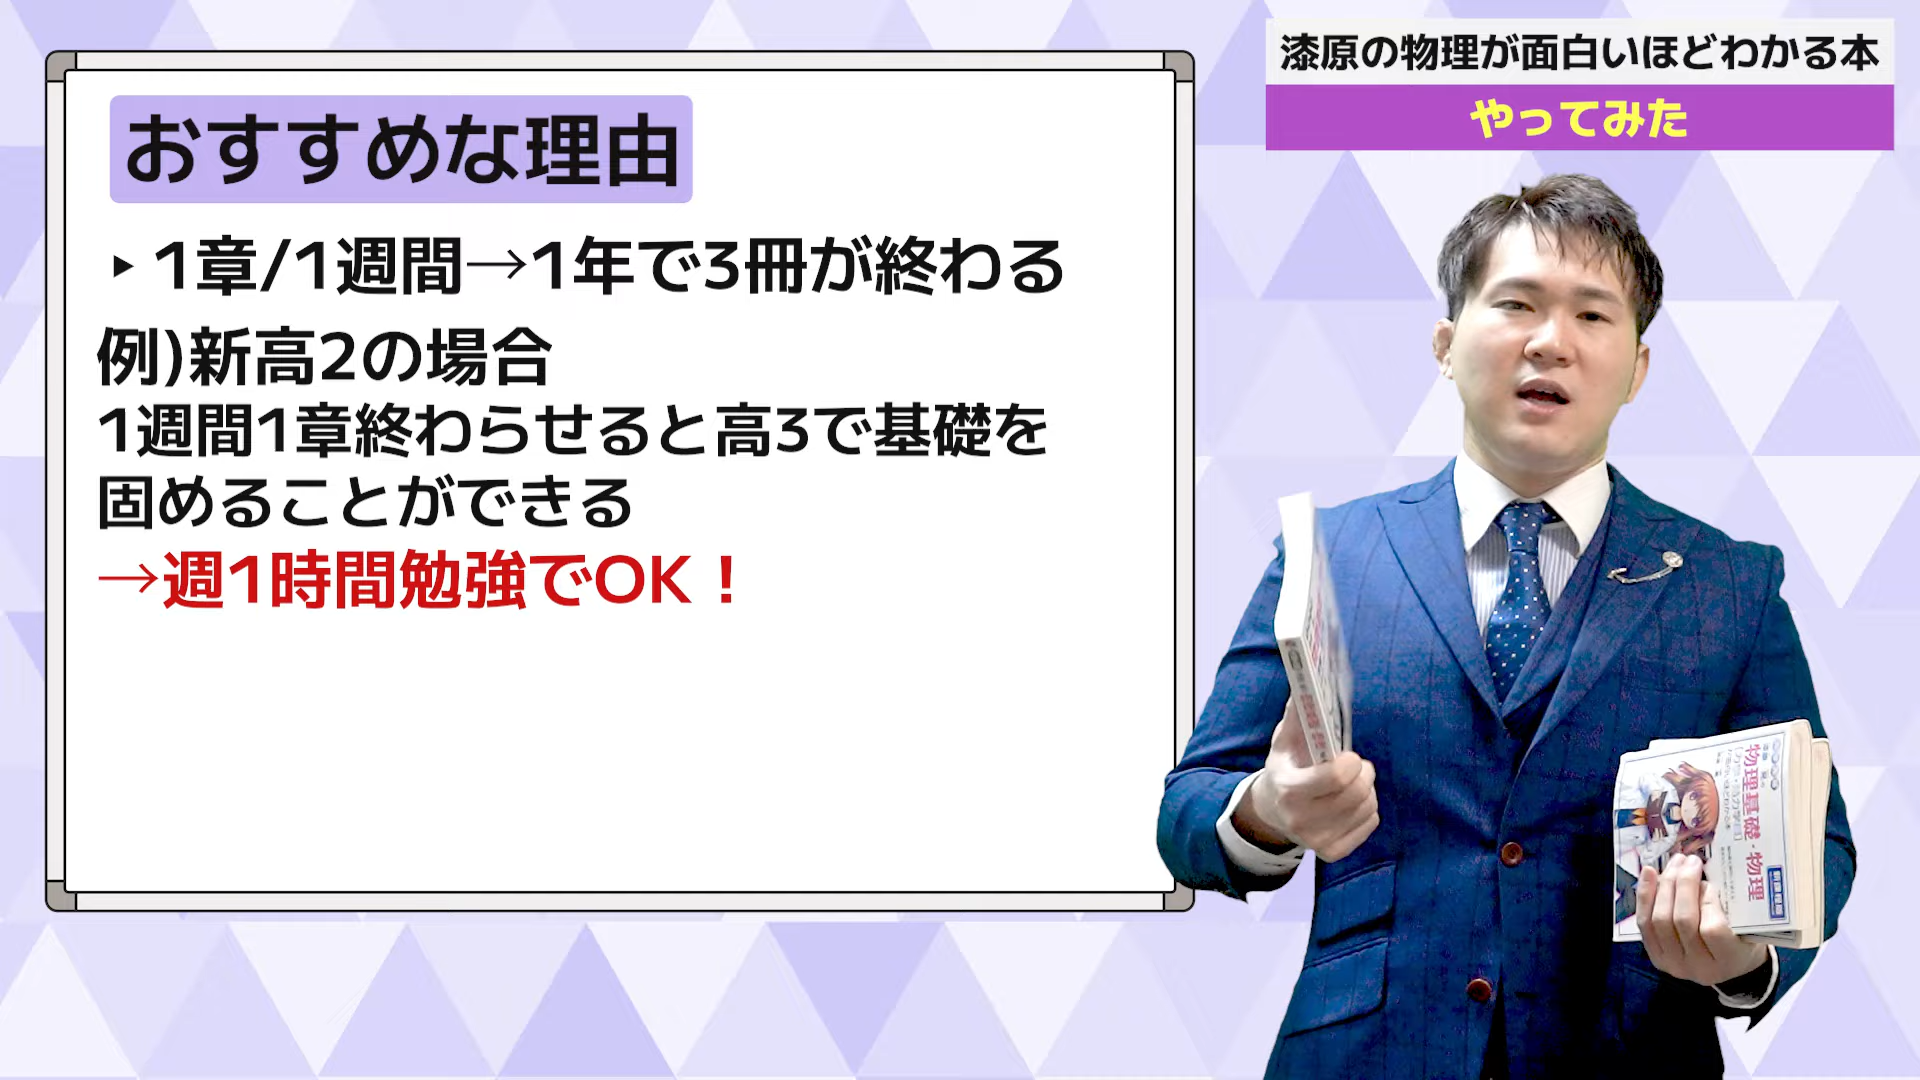 漆原の物理が面白いほどわかる本
やってみた
おすすめな理由
▸ 1章/1週間→1年で3冊が終わる
例)新高2の場合
1週間1章終わらせると高3で基礎を
固めることができる
→週1時間勉強でOK！
物理基礎・物理